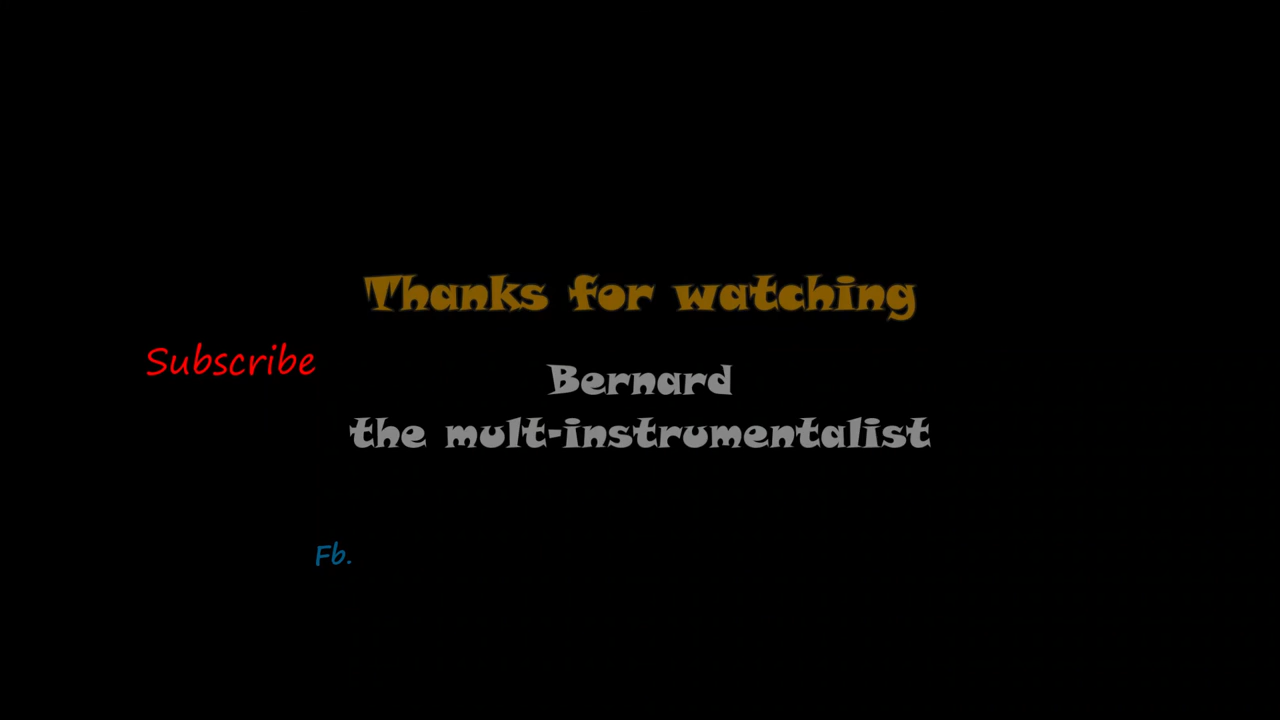 Thanks for watching
Subscribe
Bernard
the mult-instrumentalist
Fb.